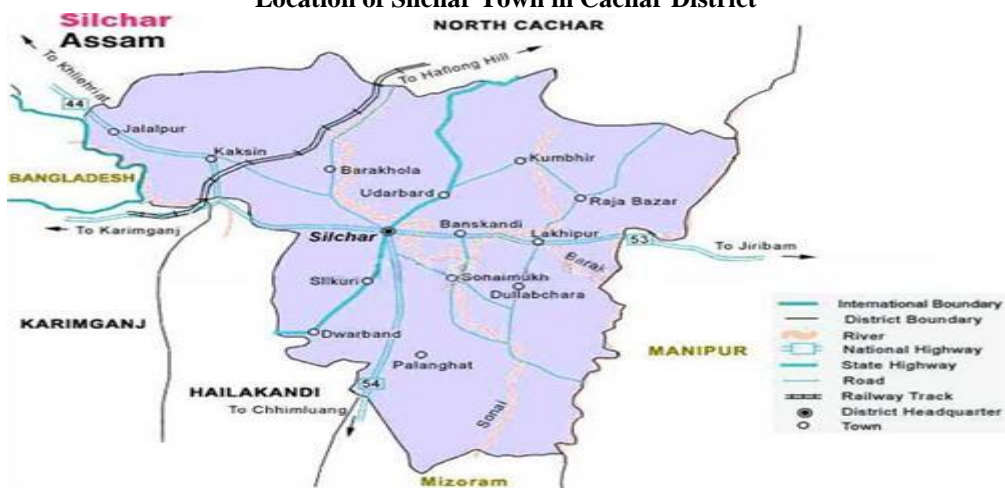 Location of Silchar Town in Cachar District
Silchar
Assam
NORTH CACHAR
To Khliehriat
To Haflong Hill
44
Jalalpur
Kaksin
Barakhola
Kumbhir
BANGLADESH
Udarbard
Raja Bazar
To Karimganj
Silchar
Banskandi
Lakhipur
53
To Jiribam
Barak
Silkuri
Sonaimukh
Dullabchara
KARIMGANJ
Dwarband
Palanghat
MANIPUR
HAILAKANDI
54
To Chhimluang
Sonai
Mizoram
International Boundary
District Boundary
River
National Highway
State Highway
Road
Railway Track
District Headquarter
Town